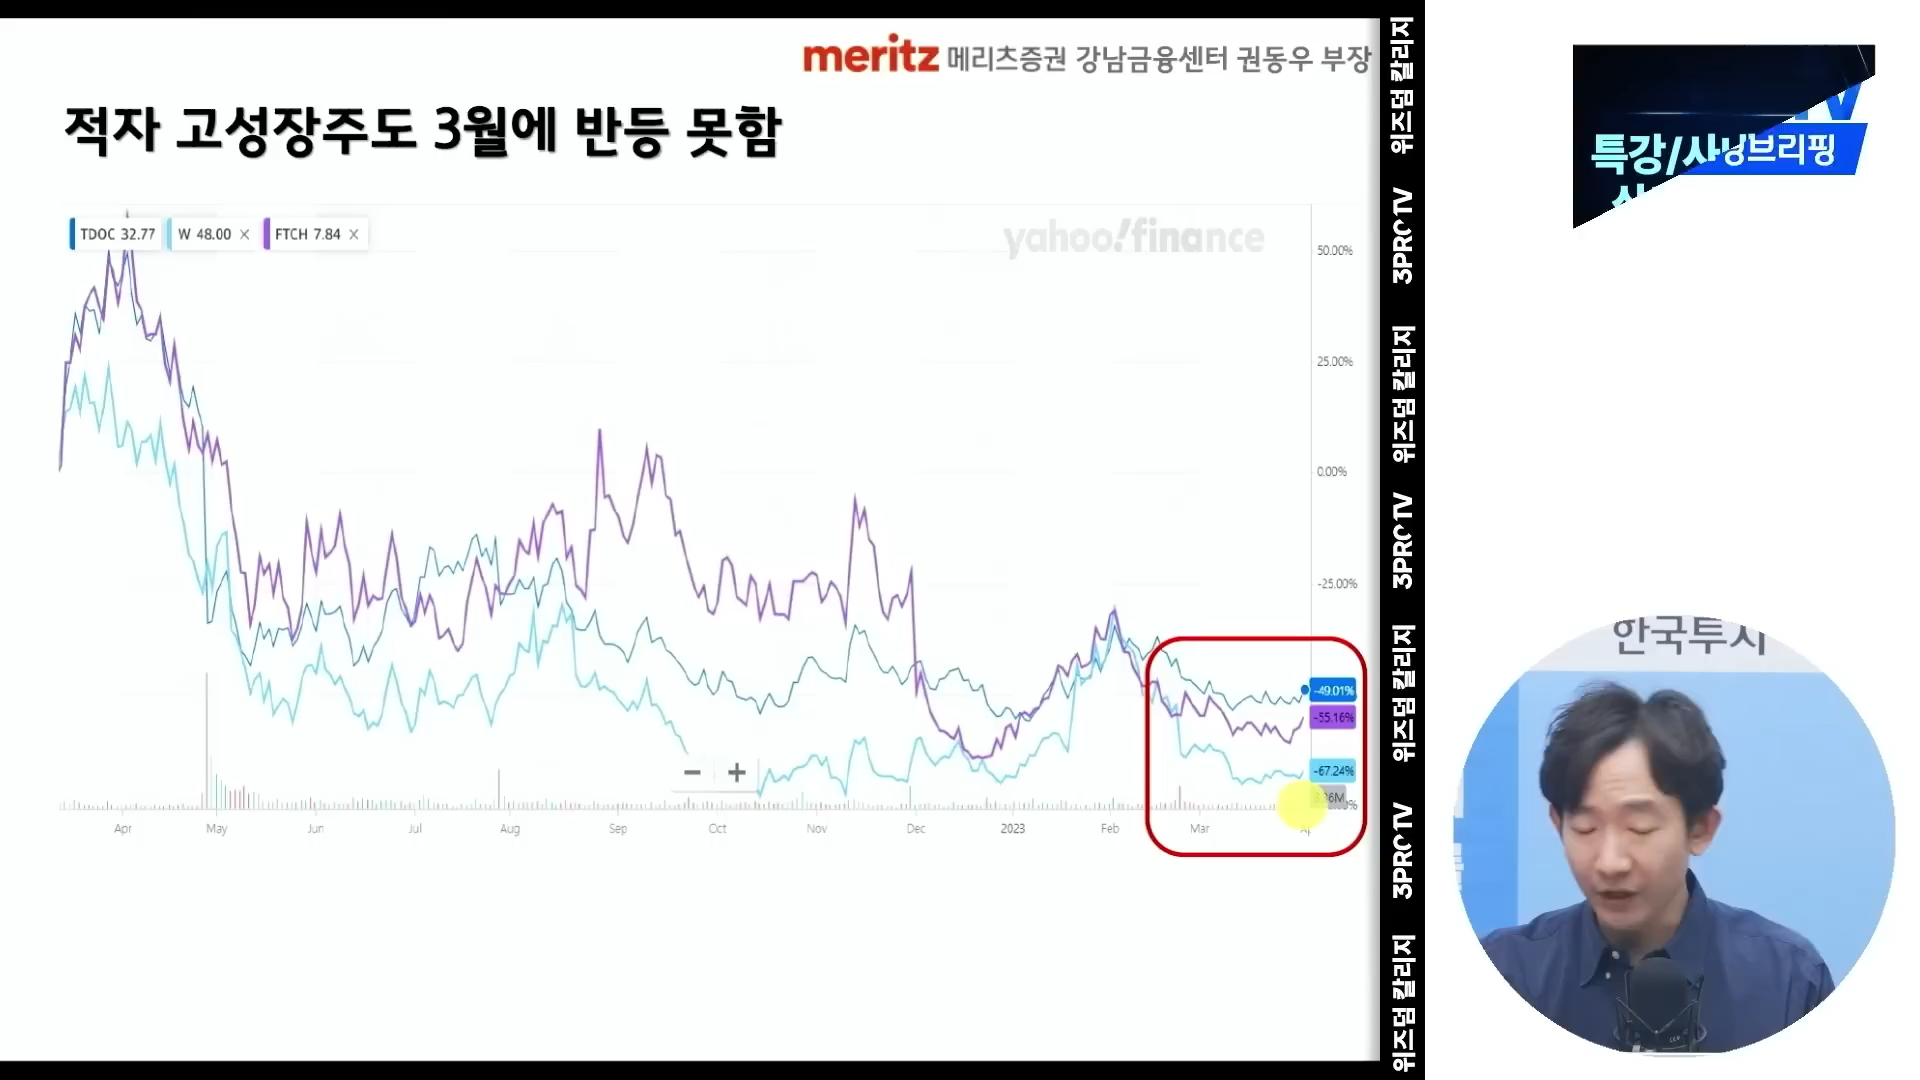 meritz 메리츠증권 강남금융센터 권동우 부장
적자 고성장주도 3월에 반등 못함
TDOC 32.77
W 48.00 ×
FTCH 7.84 ×
yahoo!finance
50.00%
25.00%
0.00%
-25.00%
-49.01%
-55.16%
-67.24%
Apr May Jun Jul Aug Sep Oct Nov Dec 2023 Feb Mar
− +
위즈덤 칼리지 3PROTV 위즈덤 칼리지 3PROTV 위즈덤 칼리지 3PROTV 위즈덤 칼리지
특강/사
브리핑
한국투자